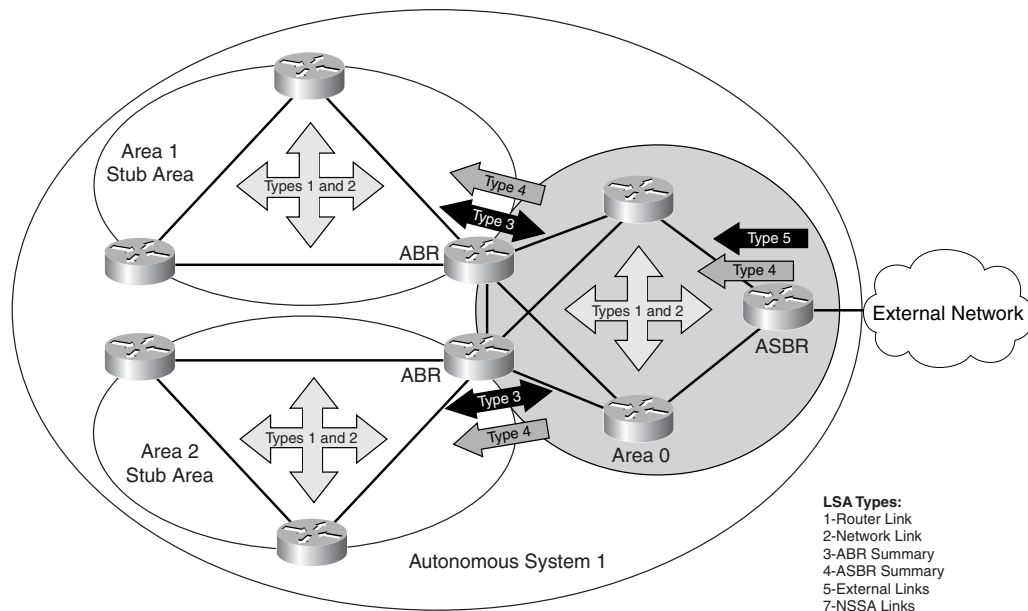 Area 1
Stub Area
Types 1 and 2
Type 4
Type 3
ABR
Type 5
Type 4
Types 1 and 2
ASBR
External Network
ABR
Type 3
Type 4
Area 0
Types 1 and 2
Area 2
Stub Area
Autonomous System 1
LSA Types:
1-Router Link
2-Network Link
3-ABR Summary
4-ASBR Summary
5-External Links
7-NSSA Links